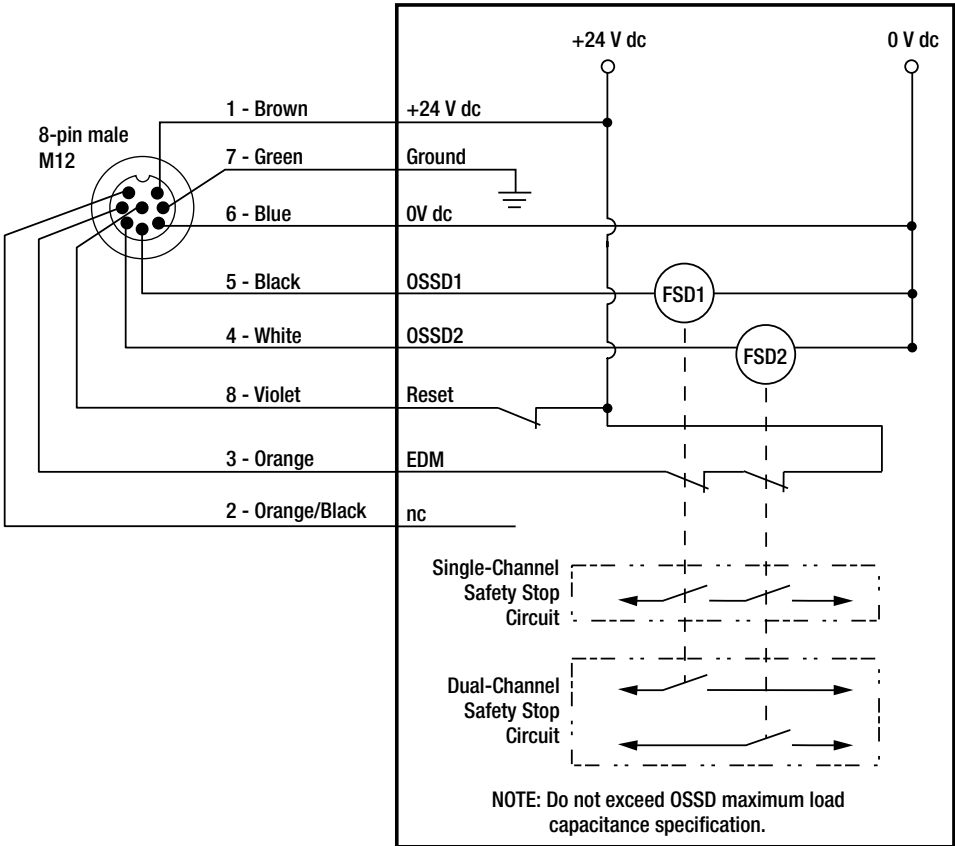 +24 V dc
0 V dc
8-pin male
M12
1 - Brown
+24 V dc
7 - Green
Ground
6 - Blue
0V dc
5 - Black
OSSD1
FSD1
4 - White
OSSD2
FSD2
8 - Violet
Reset
3 - Orange
EDM
2 - Orange/Black
nc
Single-Channel
Safety Stop
Circuit
Dual-Channel
Safety Stop
Circuit
NOTE: Do not exceed OSSD maximum load
capacitance specification.